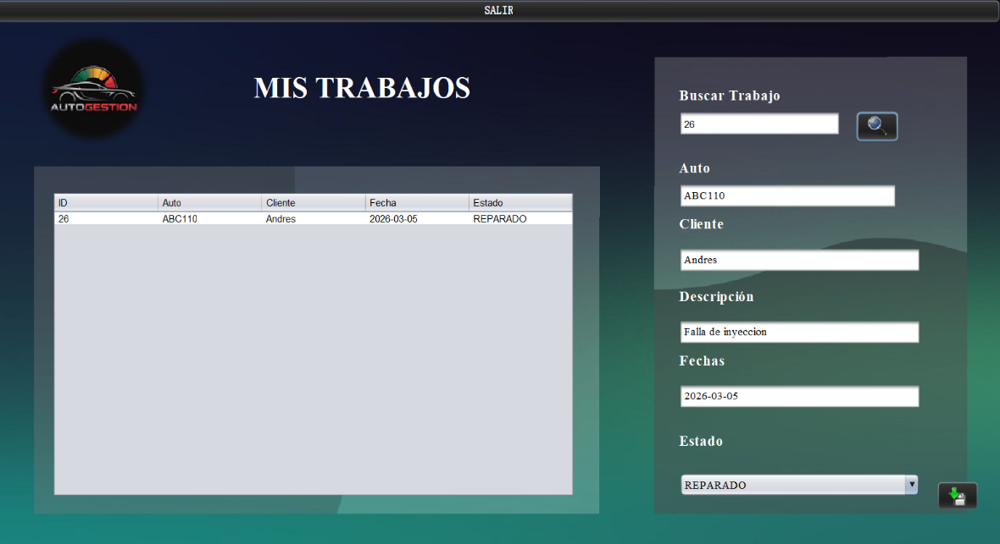 SALIR
AUTOGESTION
MIS TRABAJOS
ID Auto Cliente Fecha Estado
26 ABC110 Andres 2026-03-05 REPARADO
Buscar Trabajo
26
Auto
ABC110
Cliente
Andres
Descripción
Falla de inyeccion
Fechas
2026-03-05
Estado
REPARADO